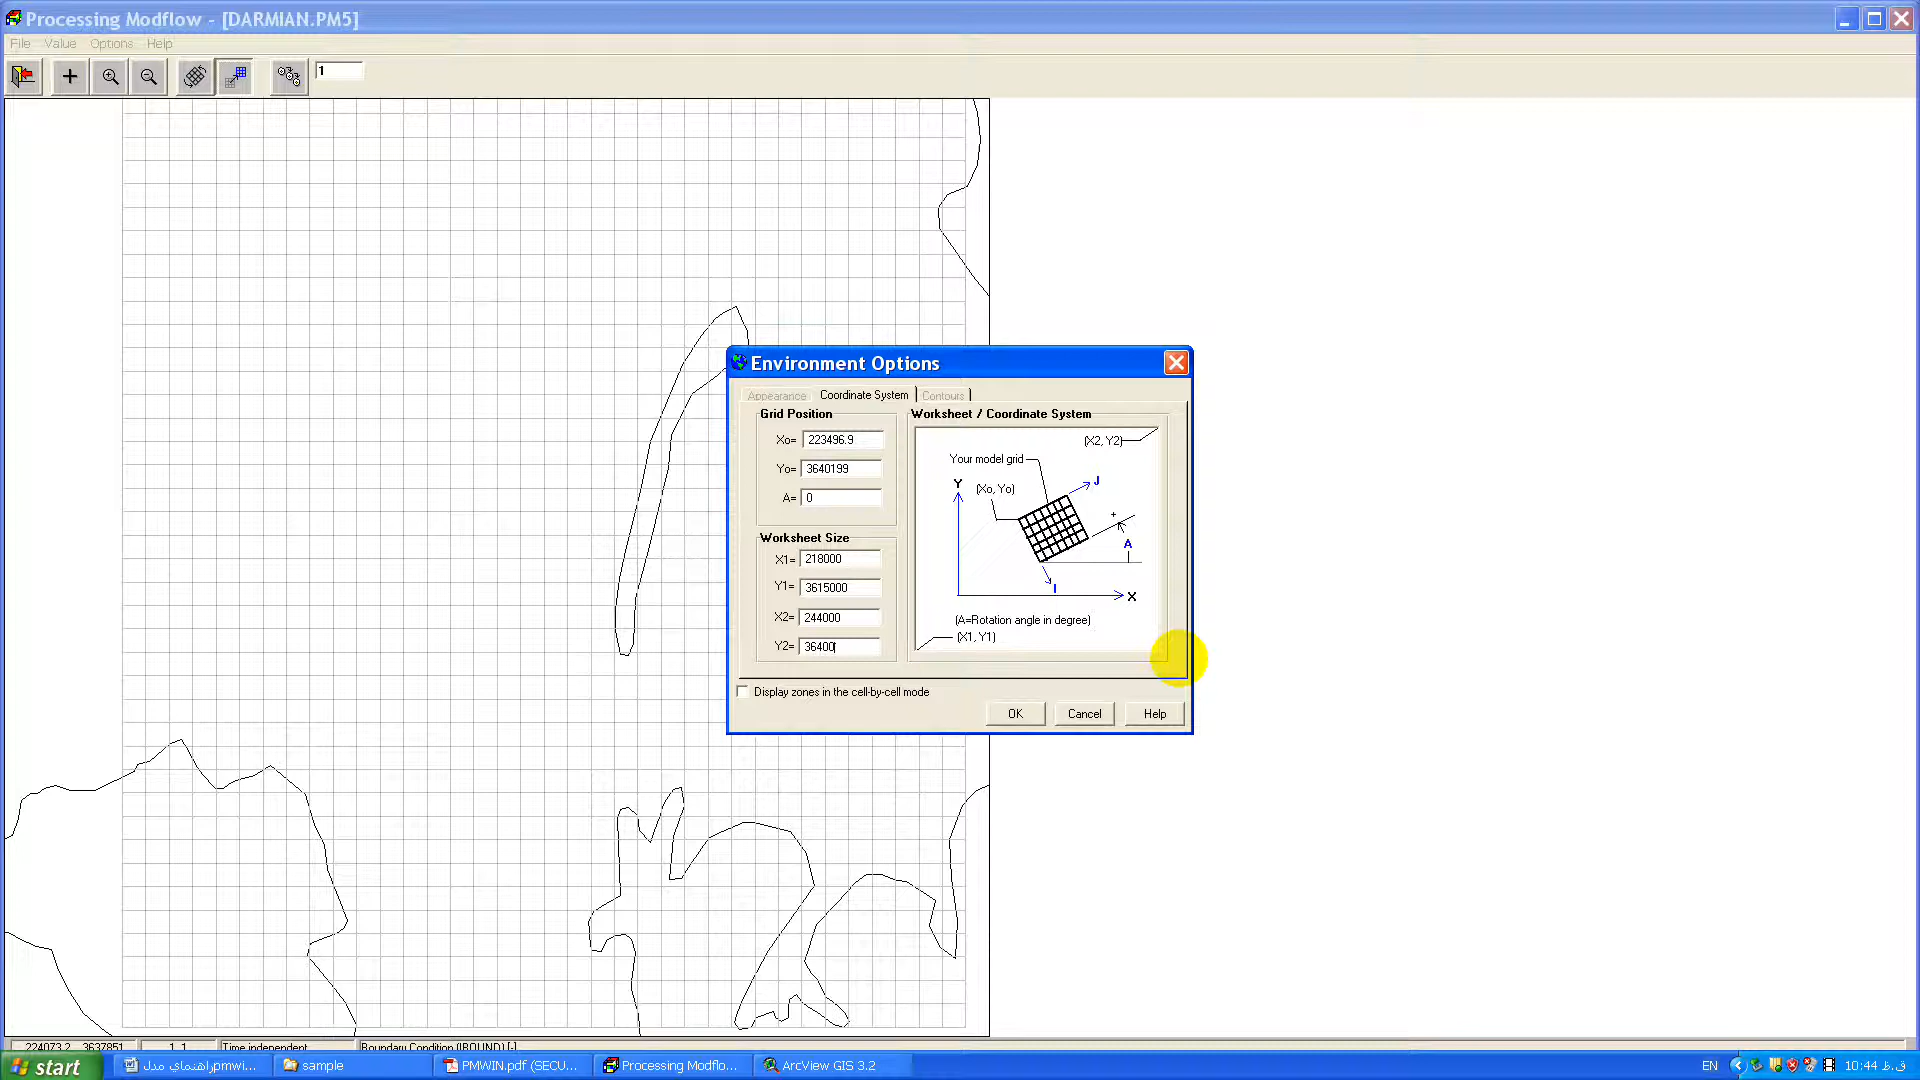 Processing Modflow - [DARMIAN.PM5]
File Value Options Help
1
Environment Options
Appearance Coordinate System Contours
Grid Position
Xo= 223496.9
Yo= 3640199
A= 0
Worksheet Size
X1= 218000
Y1= 3615000
X2= 244000
Y2= 36400
Worksheet / Coordinate System
(X2, Y2)
Your model grid
J
Y
(Xo, Yo)
+
A
I
X
(A=Rotation angle in degree)
(X1, Y1)
Display zones in the cell-by-cell mode
OK Cancel Help
224073.2 3637851 1, 1 Time independent Boundary Condition (IBOUND) [-]
start
راهنماي مدلpmwi...
sample
PMWIN.pdf (SECU...
Processing Modflo...
ArcView GIS 3.2
EN
10:44 ق.ظ